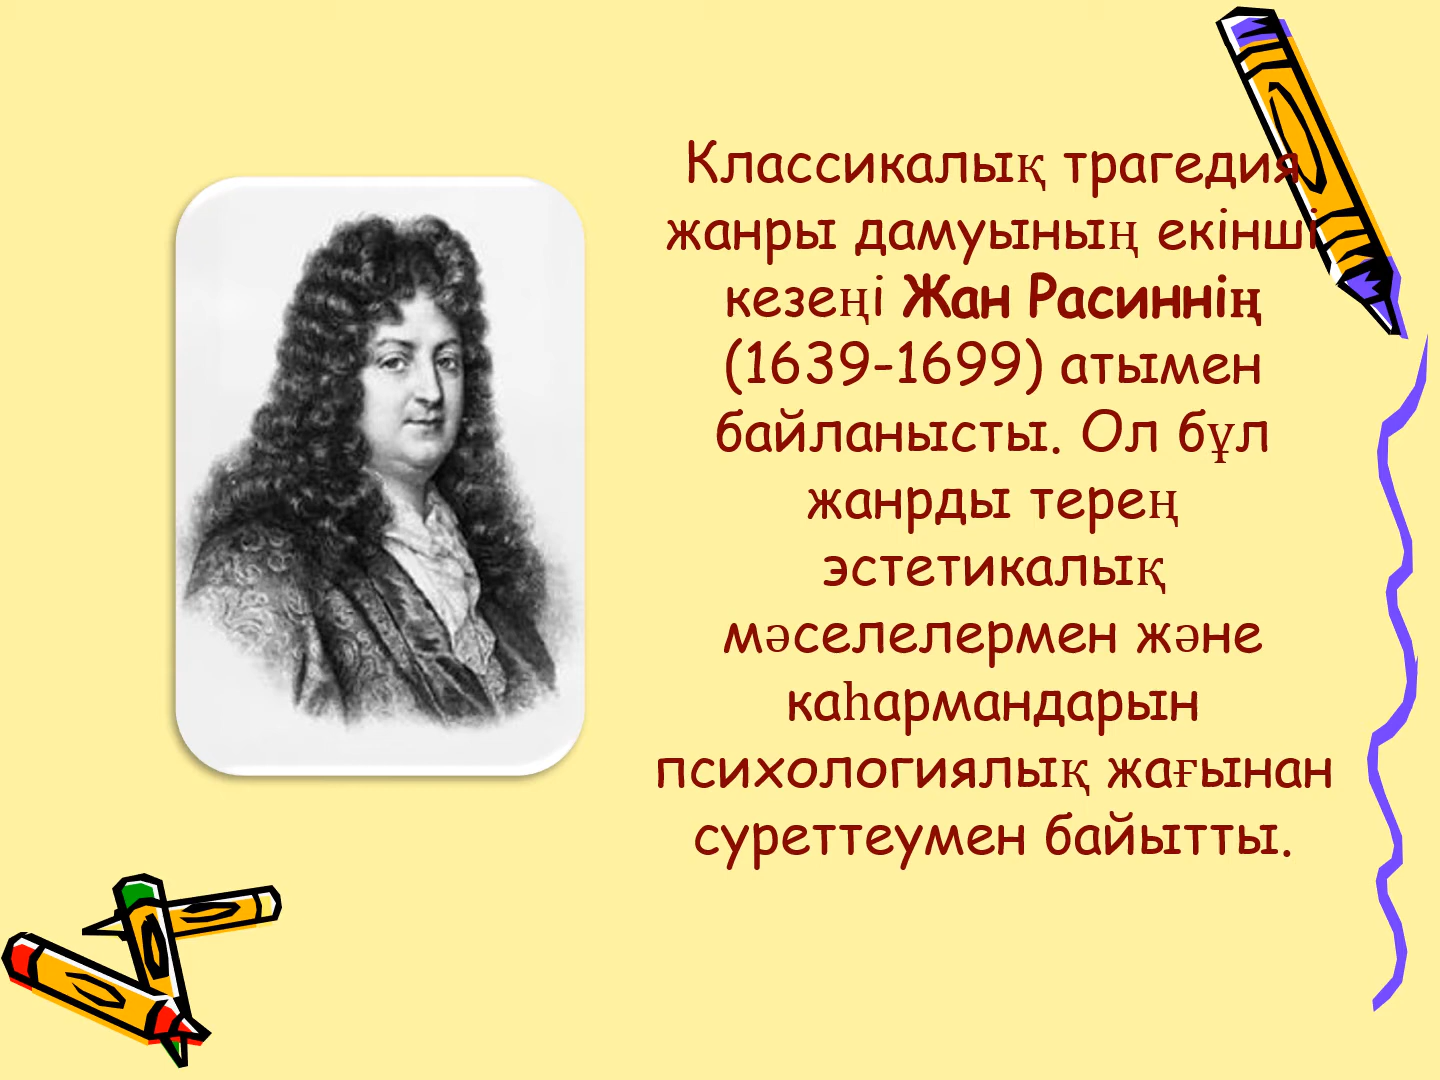 Классикалық трагедия
жанры дамуының екінші
кезеңі Жан Расиннің
(1639-1699) атымен
байланысты. Ол бұл
жанрды терең
эстетикалық
мәселелермен және
каһармандарын
психологиялық жағынан
суреттеумен байытты.